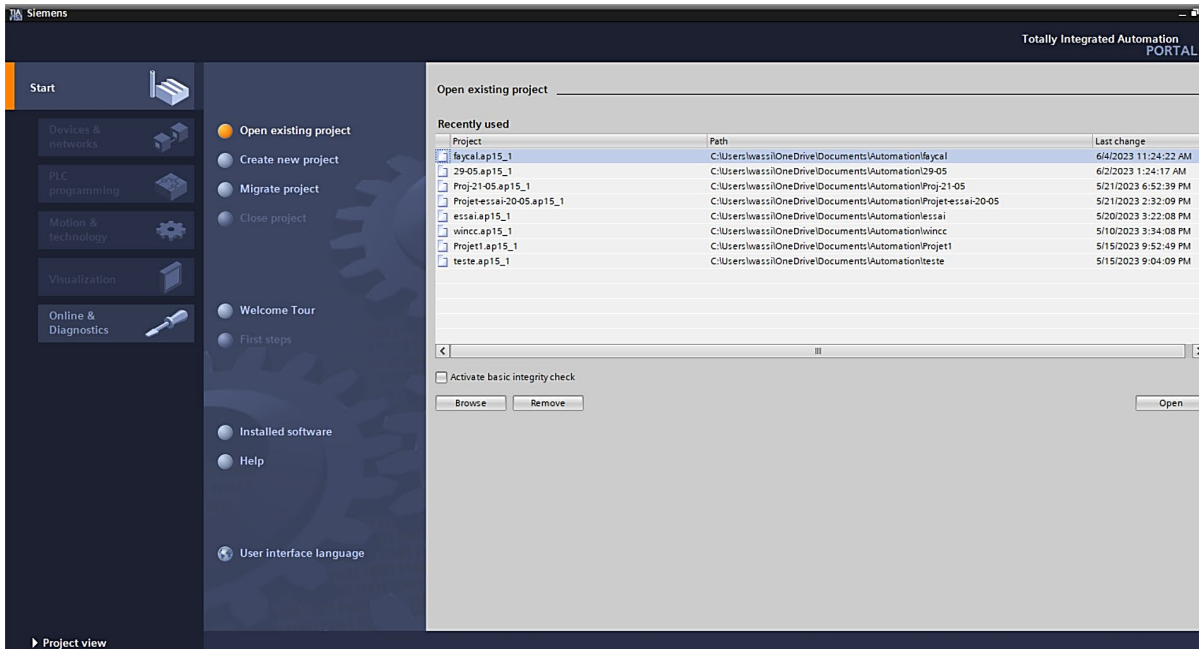 TIA
Siemens
Totally Integrated Automation
PORTAL
Start
Devices &
networks
PLC
programming
Motion &
technology
Visualization
Online &
Diagnostics
Project view
Open existing project
Create new project
Migrate project
Close project
Welcome Tour
First steps
Installed software
Help
User interface language
Open existing project
Recently used
Project Path Last change
faycal.ap15_1 C:\Users\wassi\OneDrive\Documents\Automation\faycal 6/4/2023 11:24:22 AM
29-05.ap15_1 C:\Users\wassi\OneDrive\Documents\Automation\29-05 6/2/2023 1:24:17 AM
Proj-21-05.ap15_1 C:\Users\wassi\OneDrive\Documents\Automation\Proj-21-05 5/21/2023 6:52:39 PM
Projet-essai-20-05.ap15_1 C:\Users\wassi\OneDrive\Documents\Automation\Projet-essai-20-05 5/21/2023 2:32:09 PM
essai.ap15_1 C:\Users\wassi\OneDrive\Documents\Automation\essai 5/20/2023 3:22:08 PM
wincc.ap15_1 C:\Users\wassi\OneDrive\Documents\Automation\wincc 5/10/2023 3:34:08 PM
Projet1.ap15_1 C:\Users\wassi\OneDrive\Documents\Automation\Projet1 5/15/2023 9:52:49 PM
teste.ap15_1 C:\Users\wassi\OneDrive\Documents\Automation\teste 5/15/2023 9:04:09 PM
Activate basic integrity check
Browse Remove Open